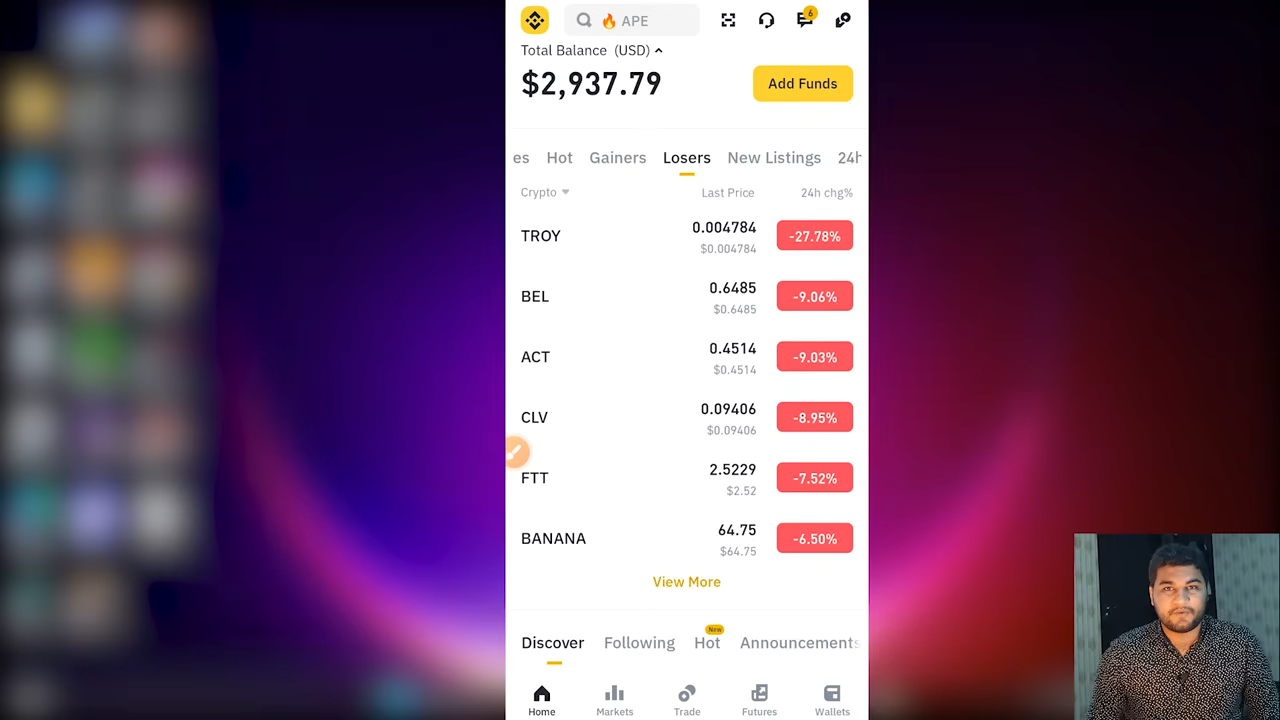 🔥 APE
6
Total Balance (USD)
$2,937.79
Add Funds
es Hot Gainers Losers New Listings 24h
Crypto Last Price 24h chg%
TROY 0.004784 -27.78%
$0.004784
BEL 0.6485 -9.06%
$0.6485
ACT 0.4514 -9.03%
$0.4514
CLV 0.09406 -8.95%
$0.09406
FTT 2.5229 -7.52%
$2.52
BANANA 64.75 -6.50%
$64.75
View More
New
Discover Following Hot Announcements
Home Markets Trade Futures Wallets